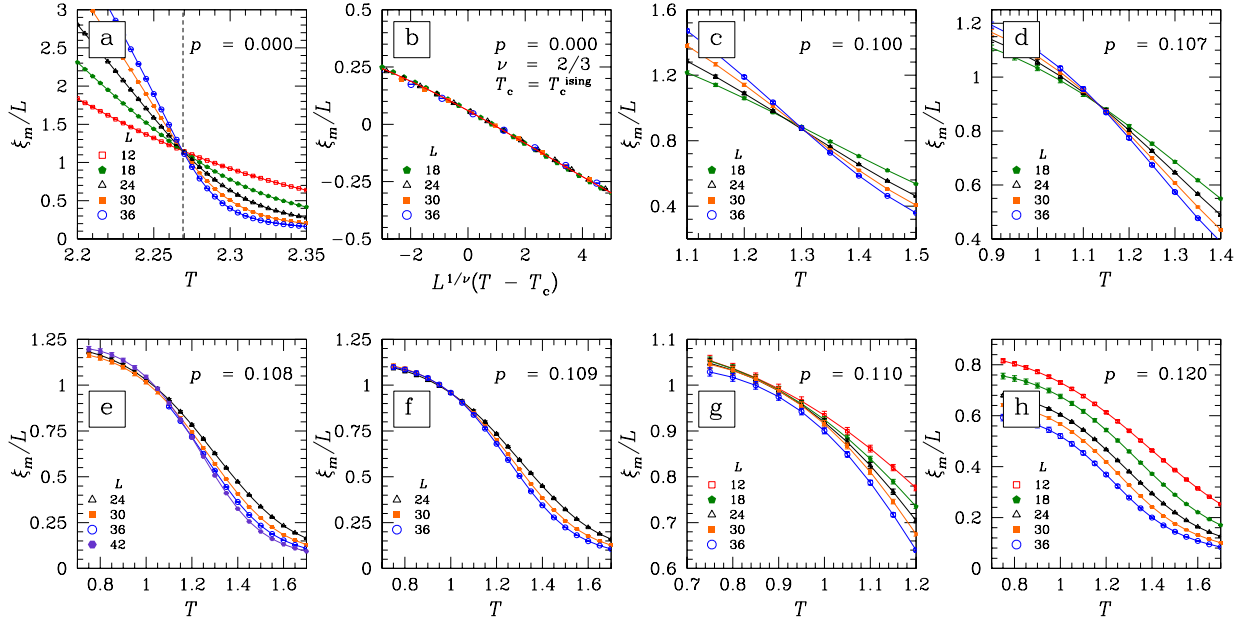 a
p = 0.000
ξm/L
3
2.5
2
1.5
1
0.5
0
L
12
18
24
30
36
2.2
2.25
2.3
2.35
T
b
p = 0.000
ν = 2/3
Tc = Tc^ising
ξm/L
0.5
0.25
0
−0.25
−0.5
L
18
24
30
36
−2
0
2
4
L^1/ν(T − Tc)
c
p = 0.100
ξm/L
1.6
1.2
0.8
0.4
L
18
24
30
36
1.1
1.2
1.3
1.4
1.5
T
d
p = 0.107
ξm/L
1.2
1
0.8
0.6
0.4
L
18
24
30
36
0.9
1
1.1
1.2
1.3
1.4
T
e
p = 0.108
ξm/L
1.25
1
0.75
0.5
0.25
0
L
24
30
36
42
0.8
1
1.2
1.4
1.6
T
f
p = 0.109
ξm/L
1.25
1
0.75
0.5
0.25
0
L
24
30
36
0.8
1
1.2
1.4
1.6
T
g
p = 0.110
ξm/L
1.1
1
0.9
0.8
0.7
0.6
L
12
18
24
30
36
0.7
0.8
0.9
1
1.1
1.2
T
h
p = 0.120
ξm/L
0.8
0.6
0.4
0.2
0
L
12
18
24
30
36
0.8
1
1.2
1.4
1.6
T